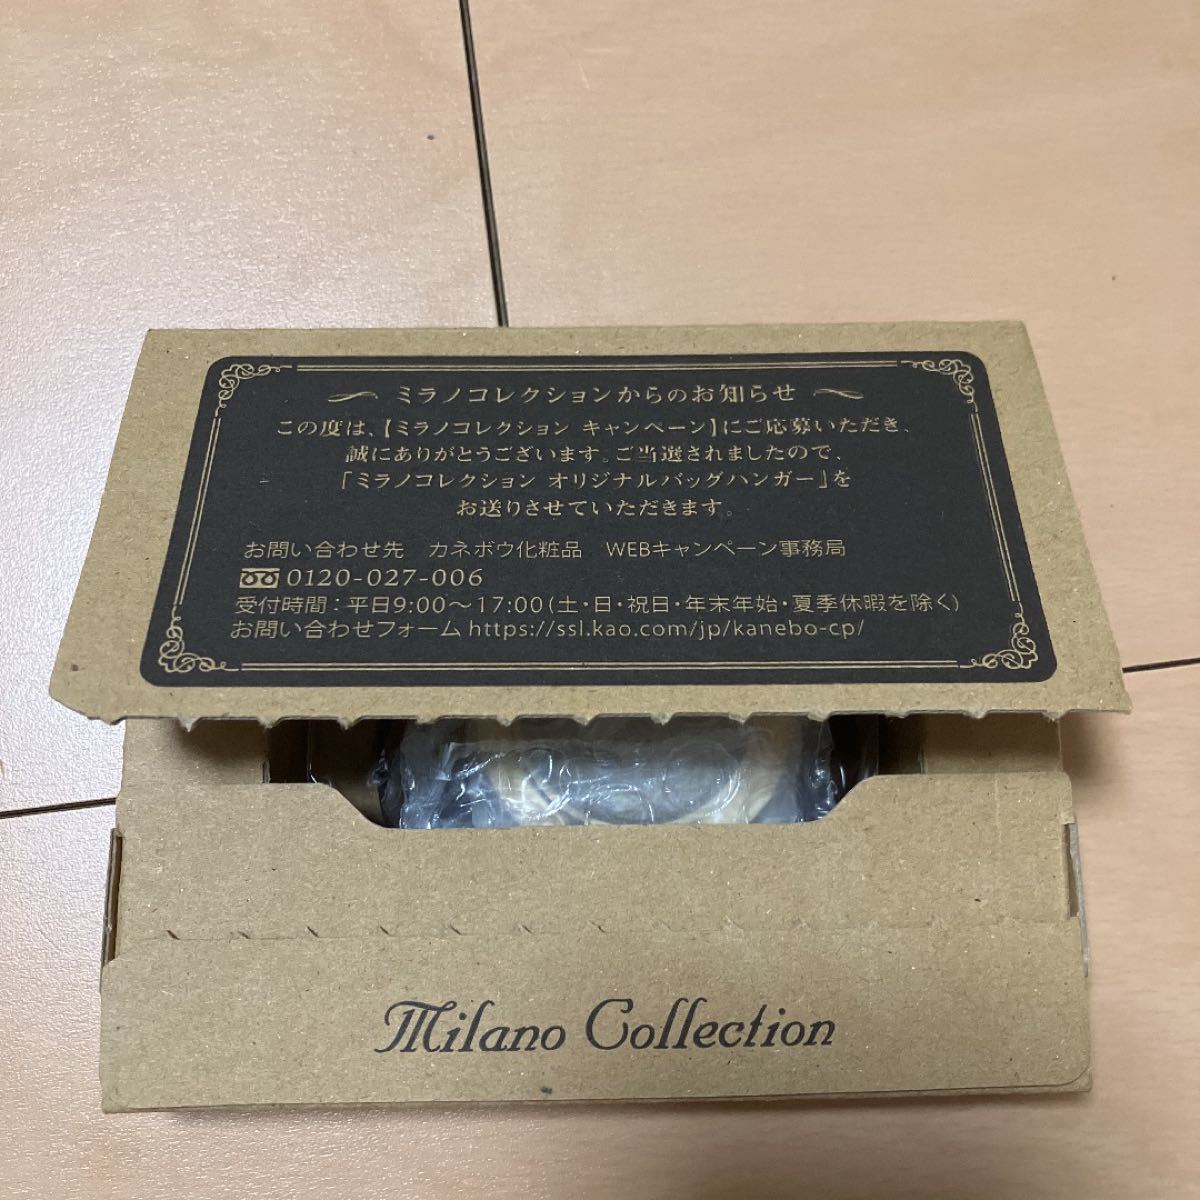 ミラノコレクションからのお知らせ
この度は、【ミラノコレクション キャンペーン】にご応募いただき、
誠にありがとうございます。ご当選されましたので、
「ミラノコレクション オリジナルバッグハンガー」を
お送りさせていただきます。
お問い合わせ先 カネボウ化粧品 WEBキャンペーン事務局
0120-027-006
受付時間：平日9:00〜17:00(土・日・祝日・年末年始・夏季休暇を除く)
お問い合わせフォーム https://ssl.kao.com/jp/kanebo-cp/
Milano Collection